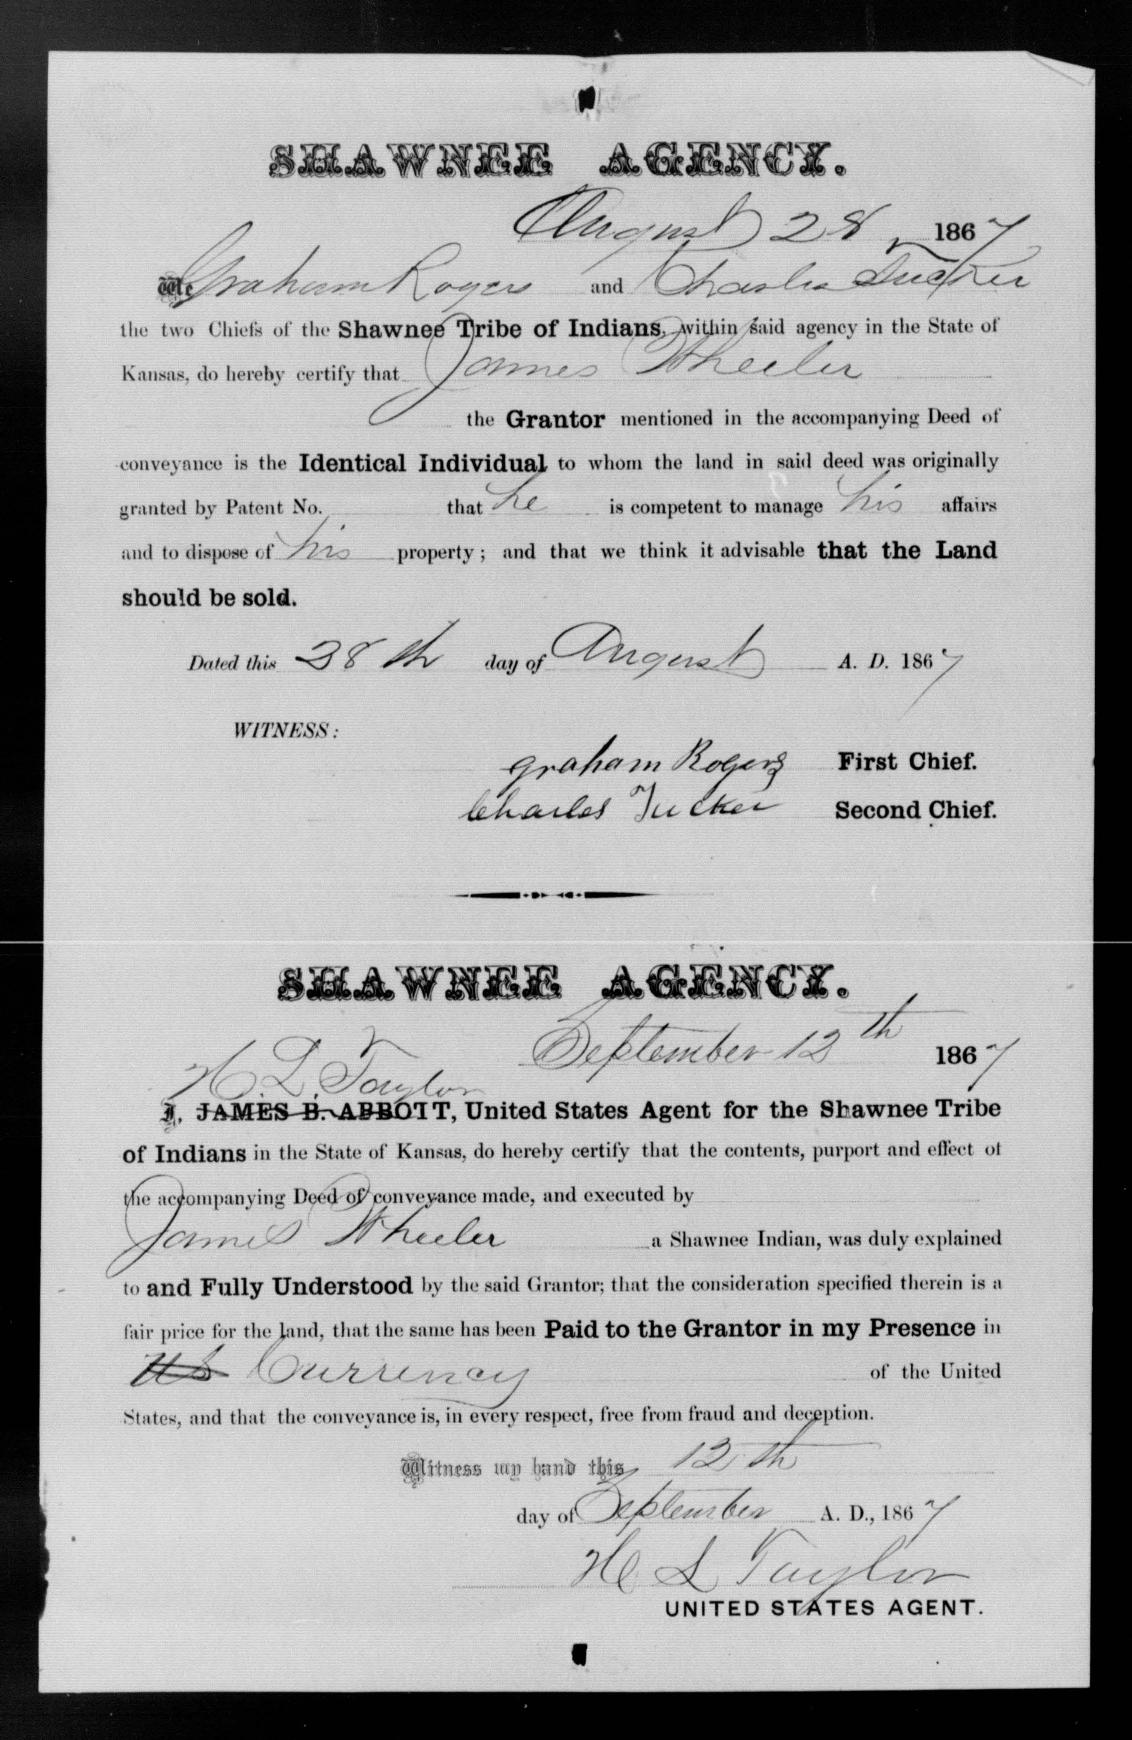 SHAWNEE AGENCY.
August 28, 1867
We Graham Rogers and Charles Tucker
the two Chiefs of the Shawnee Tribe of Indians, within said agency in the State of
Kansas, do hereby certify that James Wheeler
the Grantor mentioned in the accompanying Deed of
conveyance is the Identical Individual to whom the land in said deed was originally
granted by Patent No. that he is competent to manage his affairs
and to dispose of his property; and that we think it advisable that the Land
should be sold.
Dated this 28th day of August A. D. 1867
WITNESS:
Graham Rogers First Chief.
Charles Tucker Second Chief.
SHAWNEE AGENCY.
September 12th 1867
H. L. Taylor
I, JAMES B. ABBOTT, United States Agent for the Shawnee Tribe
of Indians in the State of Kansas, do hereby certify that the contents, purport and effect of
the accompanying Deed of conveyance made, and executed by
James Wheeler a Shawnee Indian, was duly explained
to and Fully Understood by the said Grantor; that the consideration specified therein is a
fair price for the land, that the same has been Paid to the Grantor in my Presence in
US Currency of the United
States, and that the conveyance is, in every respect, free from fraud and deception.
Witness my hand this 12th
day of September A. D., 1867
H L Taylor
UNITED STATES AGENT.